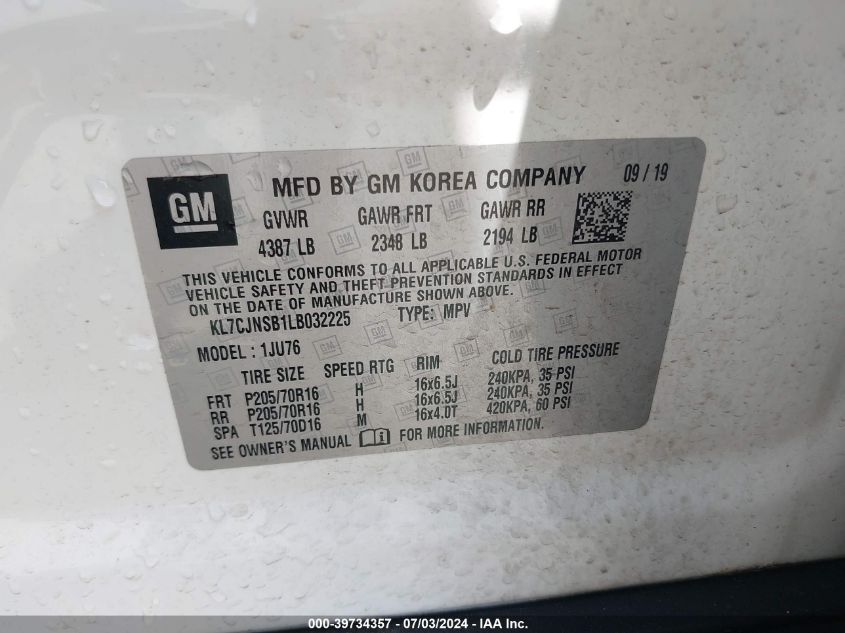 GM
MFD BY GM KOREA COMPANY 09 / 19
GVWR GAWR FRT GAWR RR
4387 LB 2348 LB 2194 LB
THIS VEHICLE CONFORMS TO ALL APPLICABLE U.S. FEDERAL MOTOR
VEHICLE SAFETY AND THEFT PREVENTION STANDARDS IN EFFECT
ON THE DATE OF MANUFACTURE SHOWN ABOVE.
KL7CJNSB1LB032225 TYPE: MPV
MODEL : 1JU76
TIRE SIZE SPEED RTG RIM COLD TIRE PRESSURE
FRT P205/70R16 H 16x6.5J 240KPA, 35 PSI
RR P205/70R16 H 16x6.5J 240KPA, 35 PSI
SPA T125/70D16 M 16x4.0T 420KPA, 60 PSI
SEE OWNER'S MANUAL FOR MORE INFORMATION.
000-39734357 - 07/03/2024 - IAA Inc.